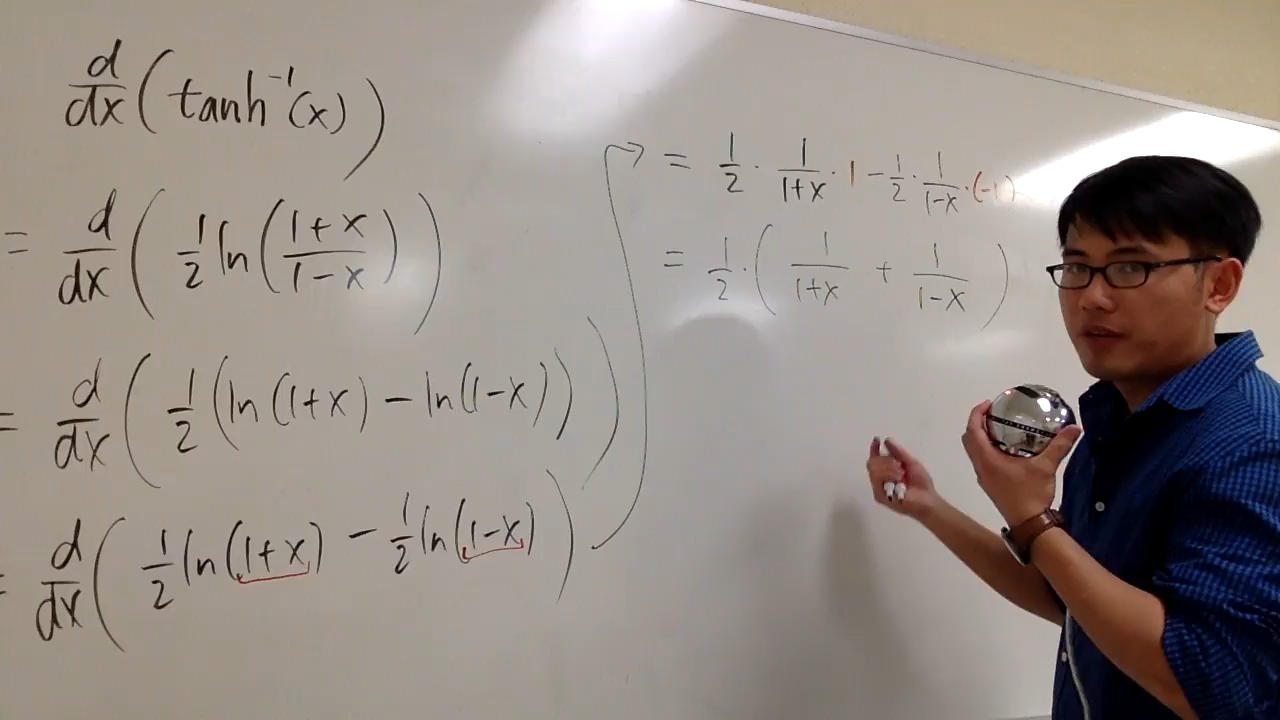 d/dx (tanh⁻¹(x))
= d/dx (1/2 ln((1+x)/(1-x)))
= d/dx (1/2 (ln(1+x) - ln(1-x)))
= d/dx (1/2 ln(1+x) - 1/2 ln(1-x))
= 1/2 · 1/(1+x) · 1 - 1/2 · 1/(1-x) · (-1)
= 1/2 · (1/(1+x) + 1/(1-x))